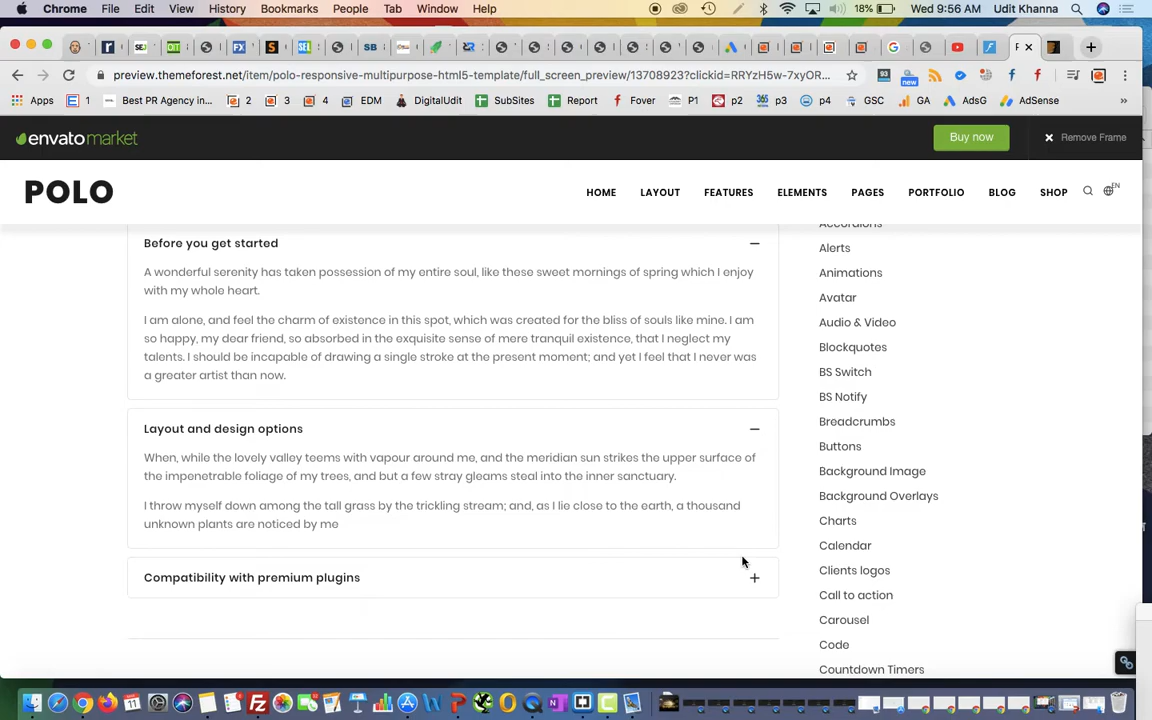 Chrome File Edit View History Bookmarks People Tab Window Help 18% Wed 9:56 AM Udit Khanna
preview.themeforest.net/item/polo-responsive-multipurpose-html5-template/full_screen_preview/13708923?clickid=RRYzH5w-7xyOR...
Apps 1 Best PR Agency in... 2 3 4 EDM DigitalUdit SubSites Report Fover P1 p2 p3 p4 GSC GA AdsG AdSense »
envatomarket Buy now Remove Frame
POLO HOME LAYOUT FEATURES ELEMENTS PAGES PORTFOLIO BLOG SHOP EN
Accordions
Before you get started
Alerts
A wonderful serenity has taken possession of my entire soul, like these sweet mornings of spring which I enjoy
with my whole heart.
Animations
Avatar
I am alone, and feel the charm of existence in this spot, which was created for the bliss of souls like mine. I am
so happy, my dear friend, so absorbed in the exquisite sense of mere tranquil existence, that I neglect my
talents. I should be incapable of drawing a single stroke at the present moment; and yet I feel that I never was
a greater artist than now.
Audio & Video
Blockquotes
BS Switch
BS Notify
Breadcrumbs
Layout and design options
Buttons
When, while the lovely valley teems with vapour around me, and the meridian sun strikes the upper surface of
the impenetrable foliage of my trees, and but a few stray gleams steal into the inner sanctuary.
Background Image
Background Overlays
I throw myself down among the tall grass by the trickling stream; and, as I lie close to the earth, a thousand
unknown plants are noticed by me
Charts
Calendar
Clients logos
Compatibility with premium plugins
Call to action
Carousel
Code
Countdown Timers